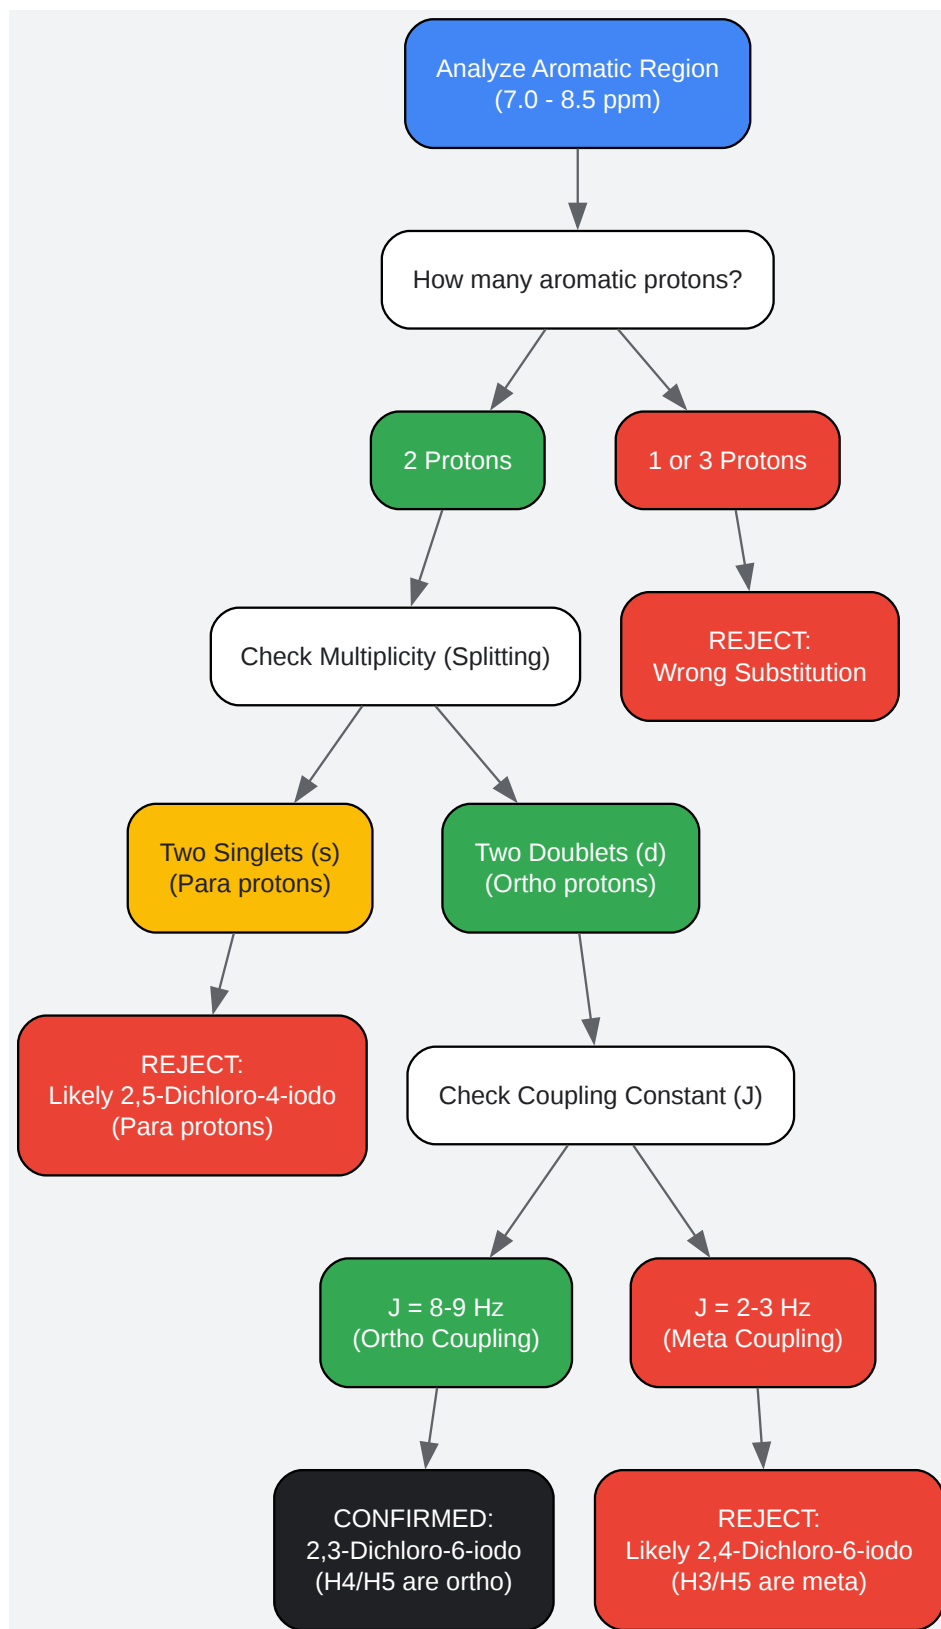 Analyze Aromatic Region
(7.0 - 8.5 ppm)
How many aromatic protons?
2 Protons
1 or 3 Protons
REJECT:
Wrong Substitution
Check Multiplicity (Splitting)
Two Singlets (s)
(Para protons)
Two Doublets (d)
(Ortho protons)
REJECT:
Likely 2,5-Dichloro-4-iodo
(Para protons)
Check Coupling Constant (J)
J = 8-9 Hz
(Ortho Coupling)
J = 2-3 Hz
(Meta Coupling)
CONFIRMED:
2,3-Dichloro-6-iodo
(H4/H5 are ortho)
REJECT:
Likely 2,4-Dichloro-6-iodo
(H3/H5 are meta)